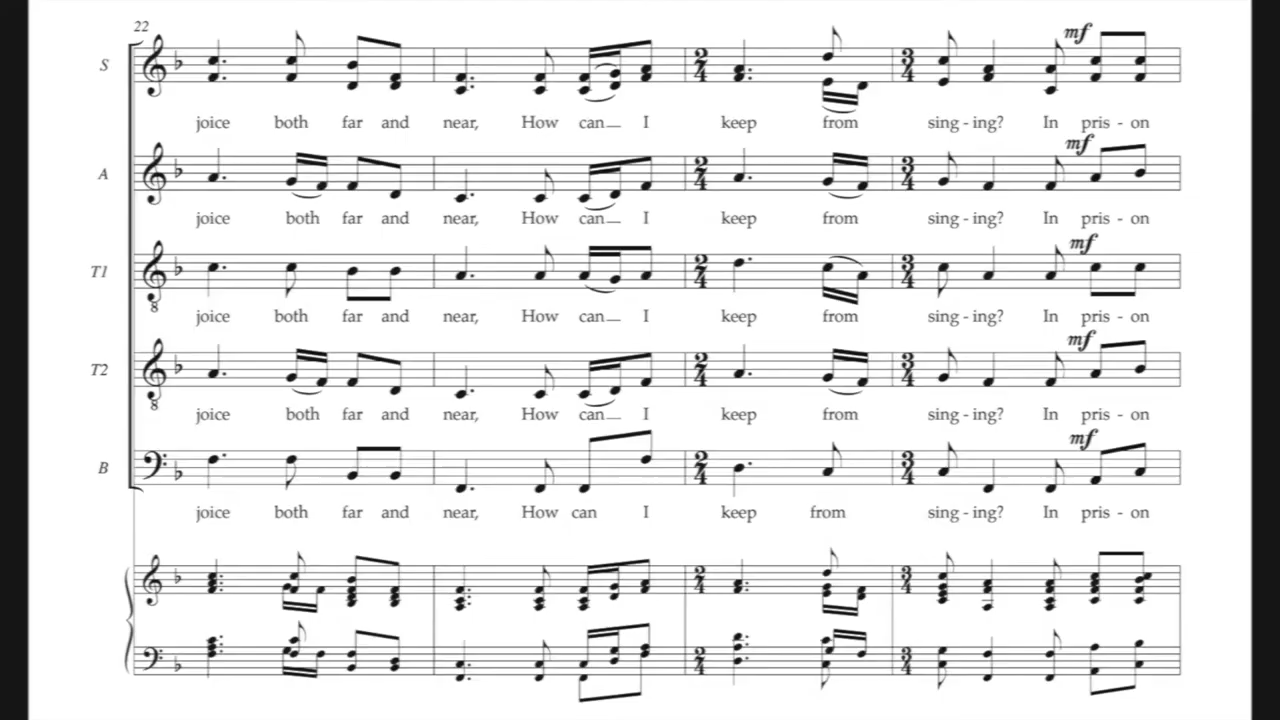 22
S
joice both far and near, How can I keep from sing - ing? In pris - on
mf
A
joice both far and near, How can I keep from sing - ing? In pris - on
mf
T1
8
joice both far and near, How can I keep from sing - ing? In pris - on
mf
T2
8
joice both far and near, How can I keep from sing - ing? In pris - on
mf
B
joice both far and near, How can I keep from sing - ing? In pris - on